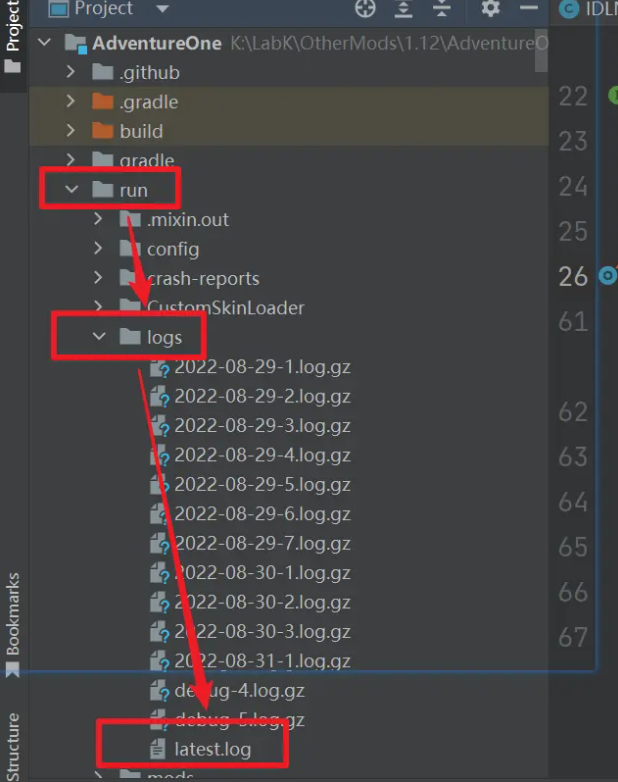 Project
Project
IDLM
AdventureOne K:\LabK\OtherMods\1.12\AdventureO
.github
22
.gradle
build
23
gradle
run
24
.mixin.out
25
config
crash-reports
26
CustomSkinLoader
61
logs
2022-08-29-1.log.gz
2022-08-29-2.log.gz
62
2022-08-29-3.log.gz
2022-08-29-4.log.gz
63
2022-08-29-5.log.gz
2022-08-29-6.log.gz
64
2022-08-29-7.log.gz
65
2022-08-30-1.log.gz
2022-08-30-2.log.gz
66
2022-08-30-3.log.gz
67
Bookmarks
2022-08-31-1.log.gz
debug-4.log.gz
debug-5.log.gz
latest.log
Structure
mods